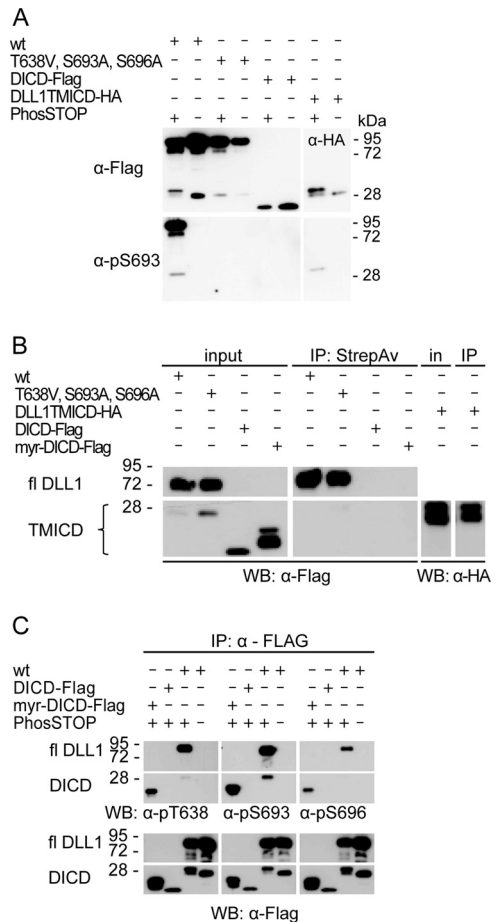 A
wt + + - - - - - -
T638V, S693A, S696A - - + + - - - -
DICD-Flag - - - - + + - -
DLL1TMICD-HA - - - - - - + +
PhosSTOP + - + - + - + - kDa
α-Flag α-HA - 95
- 72
- 28
α-pS693 - 95
- 72
- 28
B
input IP: StrepAv in IP
wt + - - - + - - - - -
T638V, S693A, S696A - + - - - + - - - -
DLL1TMICD-HA - - - - - - - - + +
DICD-Flag - - + - - - + - - -
myr-DICD-Flag - - - + - - - + - -
95 -
fl DLL1 72 -
28 -
TMICD
WB: α-Flag WB: α-HA
C
IP: α - FLAG
wt - - + + - - + + - - + +
DICD-Flag - + - - - + - - - + - -
myr-DICD-Flag + - - - + - - - + - - -
PhosSTOP + + + - + + + - + + + -
fl DLL1 95 -
72 -
DICD 28 -
WB: α-pT638 α-pS693 α-pS696
fl DLL1 95 -
72 -
DICD 28 -
WB: α-Flag